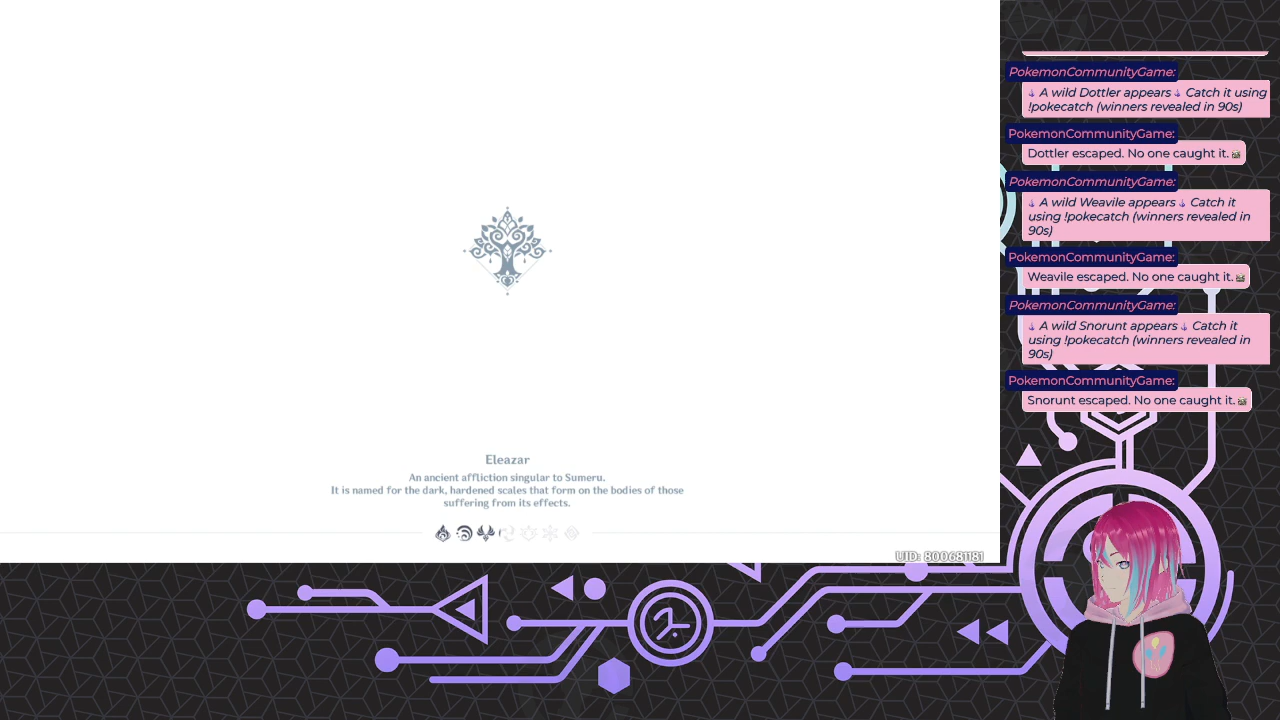 PokemonCommunityGame:
A wild Dottler appears Catch it using
!pokecatch (winners revealed in 90s)
PokemonCommunityGame:
Dottler escaped. No one caught it.
PokemonCommunityGame:
A wild Weavile appears Catch it
using !pokecatch (winners revealed in
90s)
PokemonCommunityGame:
Weavile escaped. No one caught it.
PokemonCommunityGame:
A wild Snorunt appears Catch it
using !pokecatch (winners revealed in
90s)
PokemonCommunityGame:
Snorunt escaped. No one caught it.
Eleazar
An ancient affliction singular to Sumeru.
It is named for the dark, hardened scales that form on the bodies of those
suffering from its effects.
UID: 800681181